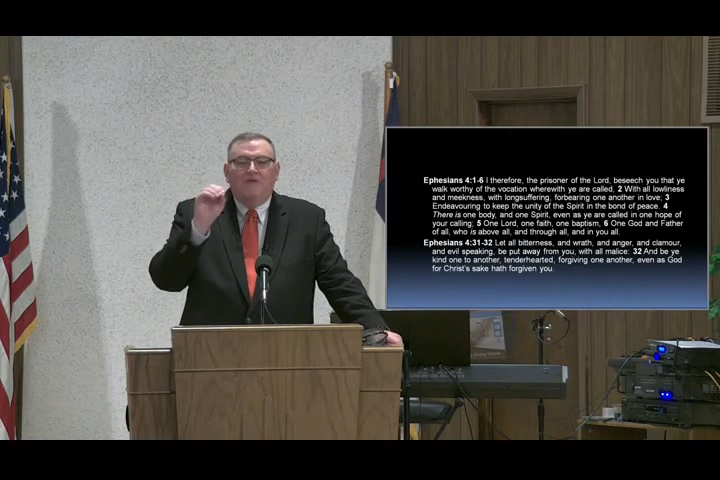 Ephesians 4:1-6 I therefore, the prisoner of the Lord, beseech you that ye
walk worthy of the vocation wherewith ye are called, 2 With all lowliness
and meekness, with longsuffering, forbearing one another in love; 3
Endeavouring to keep the unity of the Spirit in the bond of peace. 4
There is one body, and one Spirit, even as ye are called in one hope of
your calling; 5 One Lord, one faith, one baptism, 6 One God and Father
of all, who is above all, and through all, and in you all.
Ephesians 4:31-32 Let all bitterness, and wrath, and anger, and clamour,
and evil speaking, be put away from you, with all malice: 32 And be ye
kind one to another, tenderhearted, forgiving one another, even as God
for Christ's sake hath forgiven you.